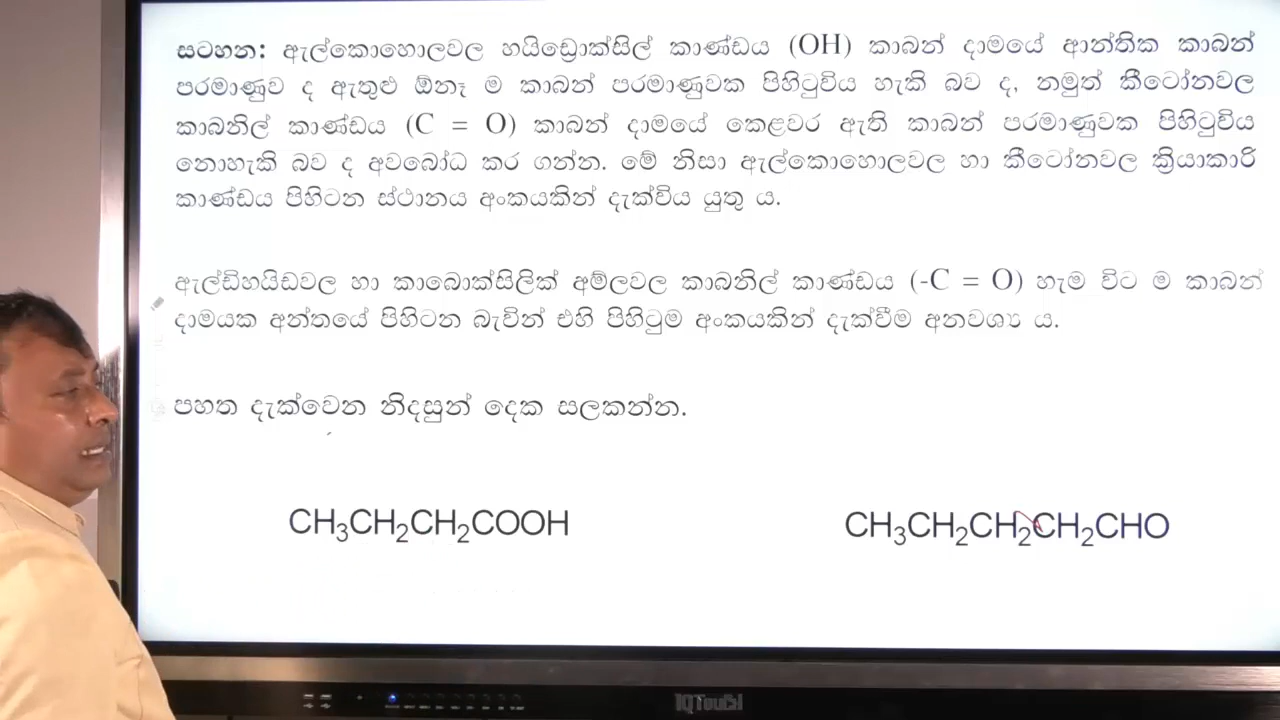 සටහන: ඇල්කොහොලවල හයිඩ්‍රොක්සිල් කාණ්ඩය (OH) කාබන් දාමයේ ආන්තික කාබන්
පරමාණුව ද ඇතුළු ඕනෑ ම කාබන් පරමාණුවක පිහිටුවිය හැකි බව ද, නමුත් කීටෝනවල
කාබනිල් කාණ්ඩය (C = O) කාබන් දාමයේ කෙළවර ඇති කාබන් පරමාණුවක පිහිටුවිය
නොහැකි බව ද අවබෝධ කර ගන්න. මේ නිසා ඇල්කොහොලවල හා කීටෝනවල ක්‍රියාකාරි
කාණ්ඩය පිහිටන ස්ථානය අංකයකින් දැක්විය යුතු ය.
ඇල්ඩිහයිඩවල හා කාබොක්සිලික් අම්ලවල කාබනිල් කාණ්ඩය (-C = O) හැම විට ම කාබන්
දාමයක අන්තයේ පිහිටන බැවින් එහි පිහිටුම අංකයකින් දැක්වීම අනවශ්‍ය ය.
පහත දැක්වෙන නිදසුන් දෙක සලකන්න.
CH₃CH₂CH₂COOH CH₃CH₂CH₂CH₂CHO
IQTouch